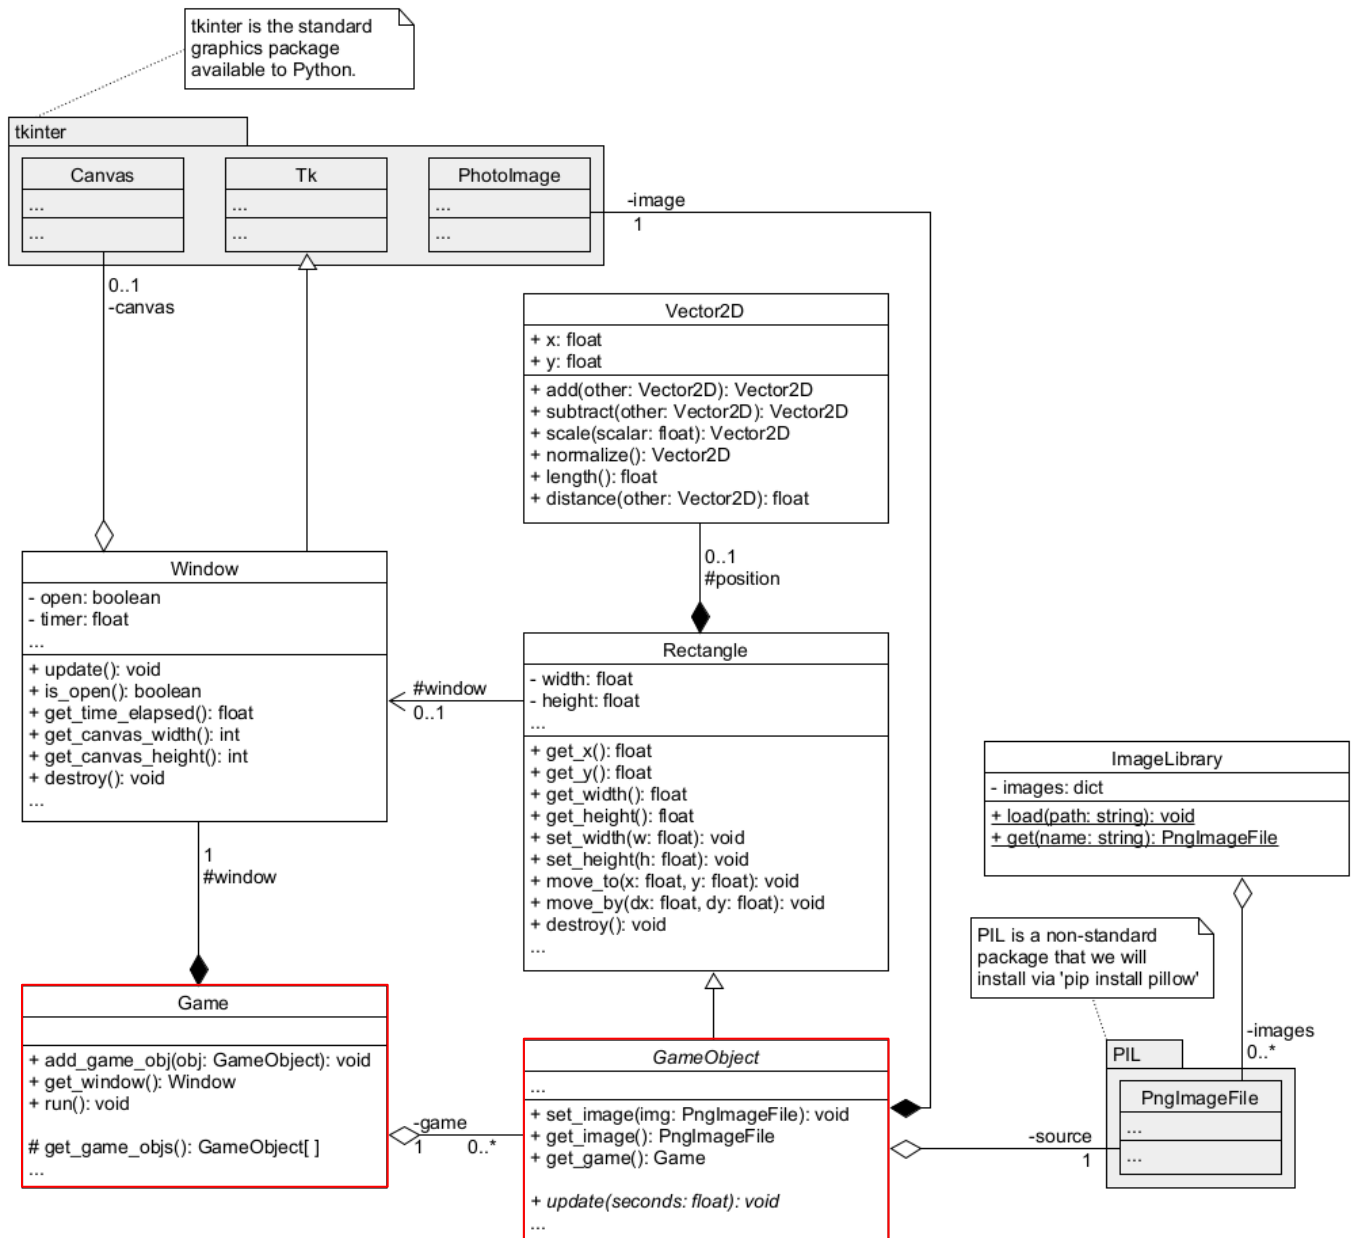 tkinter is the standard
graphics package
available to Python.
tkinter
Canvas
...
...
Tk
...
...
PhotoImage
...
...
-image
1
0..1
-canvas
Vector2D
+ x: float
+ y: float
+ add(other: Vector2D): Vector2D
+ subtract(other: Vector2D): Vector2D
+ scale(scalar: float): Vector2D
+ normalize(): Vector2D
+ length(): float
+ distance(other: Vector2D): float
0..1
#position
Window
- open: boolean
- timer: float
...
+ update(): void
+ is_open(): boolean
+ get_time_elapsed(): float
+ get_canvas_width(): int
+ get_canvas_height(): int
+ destroy(): void
...
#window
0..1
Rectangle
- width: float
- height: float
...
+ get_x(): float
+ get_y(): float
+ get_width(): float
+ get_height(): float
+ set_width(w: float): void
+ set_height(h: float): void
+ move_to(x: float, y: float): void
+ move_by(dx: float, dy: float): void
+ destroy(): void
...
ImageLibrary
- images: dict
+ load(path: string): void
+ get(name: string): PngImageFile
1
#window
PIL is a non-standard
package that we will
install via 'pip install pillow'
-images
0..*
Game
+ add_game_obj(obj: GameObject): void
+ get_window(): Window
+ run(): void
# get_game_objs(): GameObject[ ]
...
-game
1
0..*
GameObject
...
+ set_image(img: PngImageFile): void
+ get_image(): PngImageFile
+ get_game(): Game
+ update(seconds: float): void
...
-source
1
PIL
PngImageFile
...
...